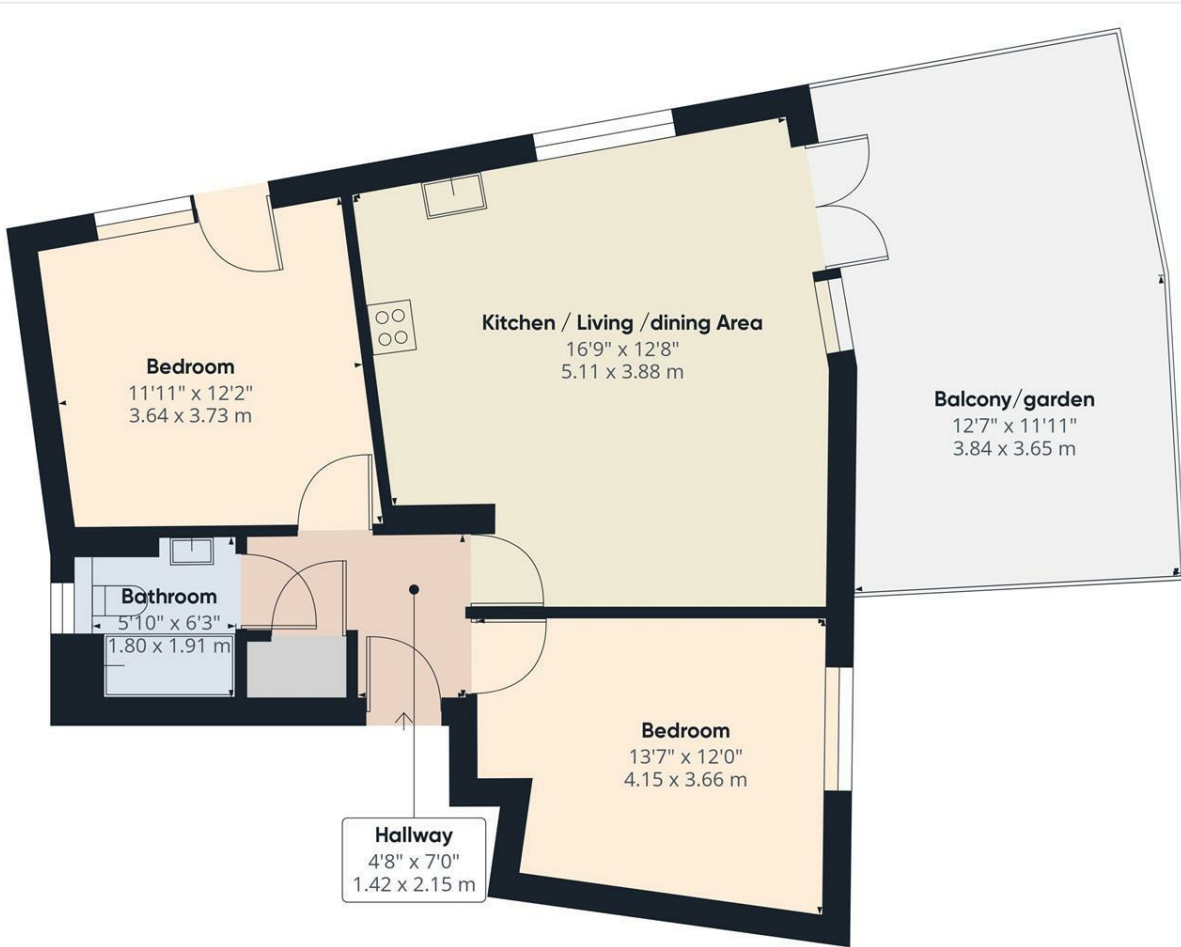 Kitchen / Living /dining Area
16'9" x 12'8"
5.11 x 3.88 m
Bedroom
11'11" x 12'2"
3.64 x 3.73 m
Balcony/garden
12'7" x 11'11"
3.84 x 3.65 m
Bathroom
5'10" x 6'3"
1.80 x 1.91 m
Bedroom
13'7" x 12'0"
4.15 x 3.66 m
Hallway
4'8" x 7'0"
1.42 x 2.15 m